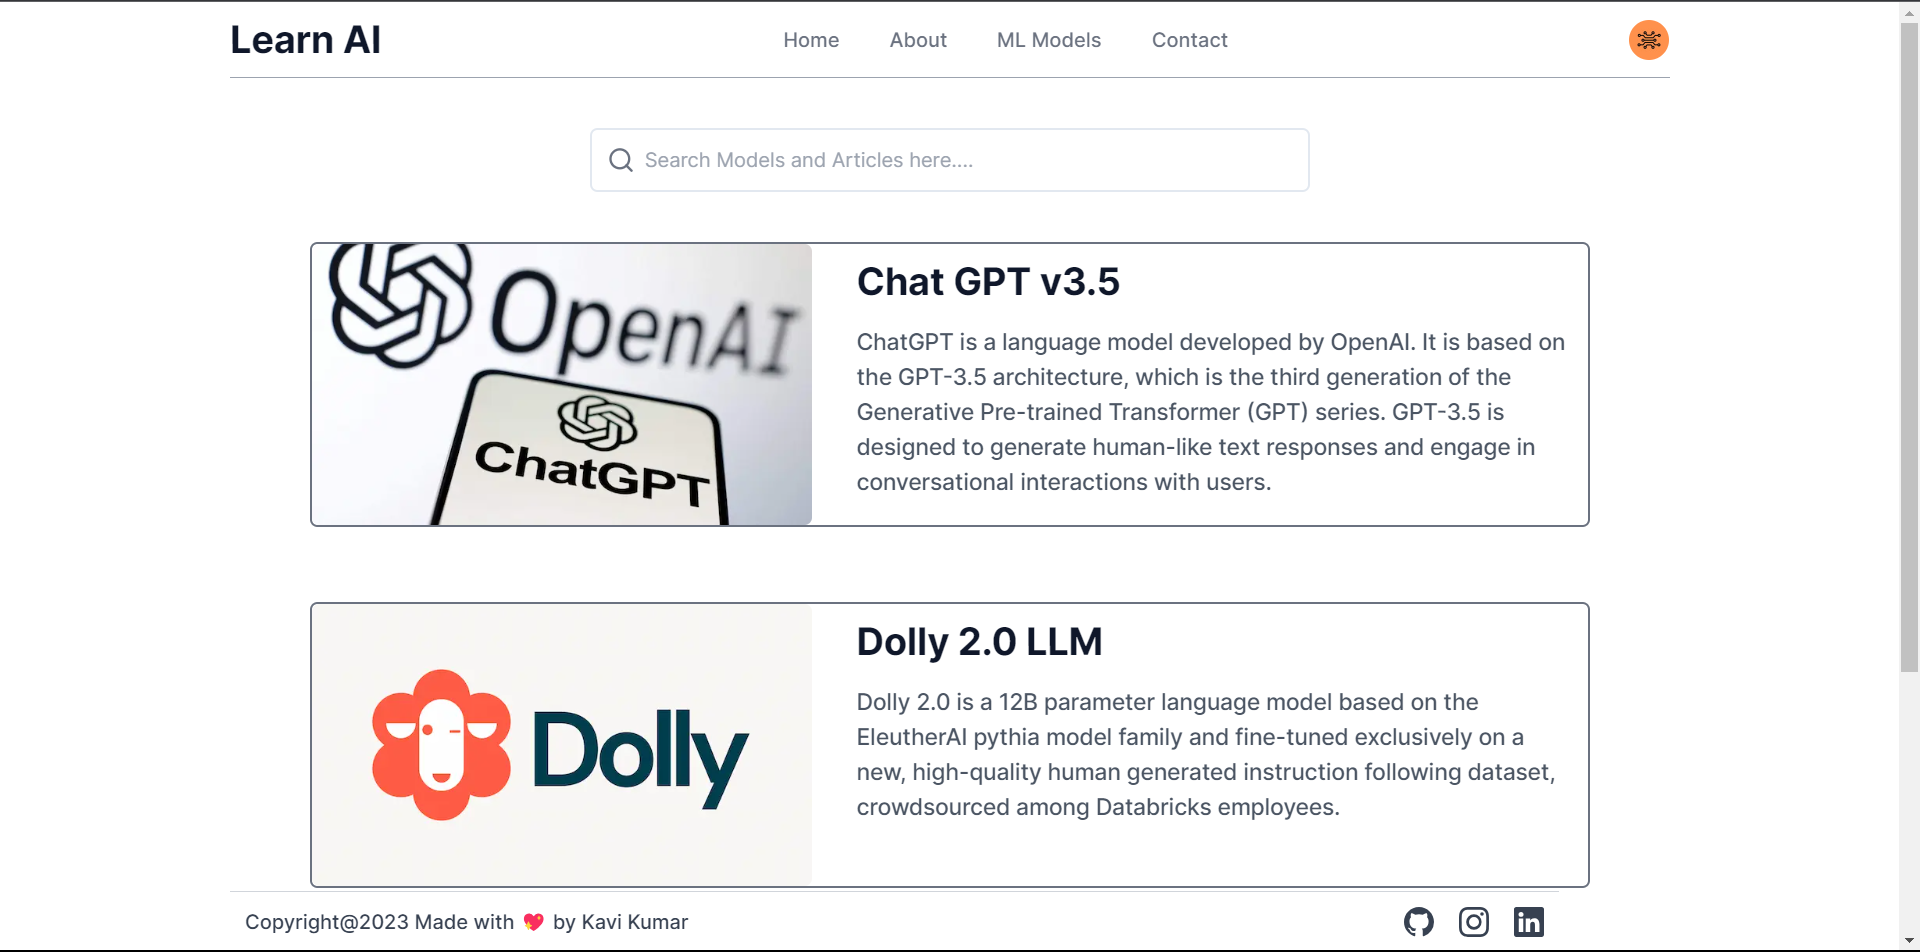 Learn AI
Home
About
ML Models
Contact
Search Models and Articles here....
OpenAI
ChatGPT
Chat GPT v3.5
ChatGPT is a language model developed by OpenAI. It is based on
the GPT-3.5 architecture, which is the third generation of the
Generative Pre-trained Transformer (GPT) series. GPT-3.5 is
designed to generate human-like text responses and engage in
conversational interactions with users.
Dolly
Dolly 2.0 LLM
Dolly 2.0 is a 12B parameter language model based on the
EleutherAI pythia model family and fine-tuned exclusively on a
new, high-quality human generated instruction following dataset,
crowdsourced among Databricks employees.
Copyright@2023 Made with 💖 by Kavi Kumar
in